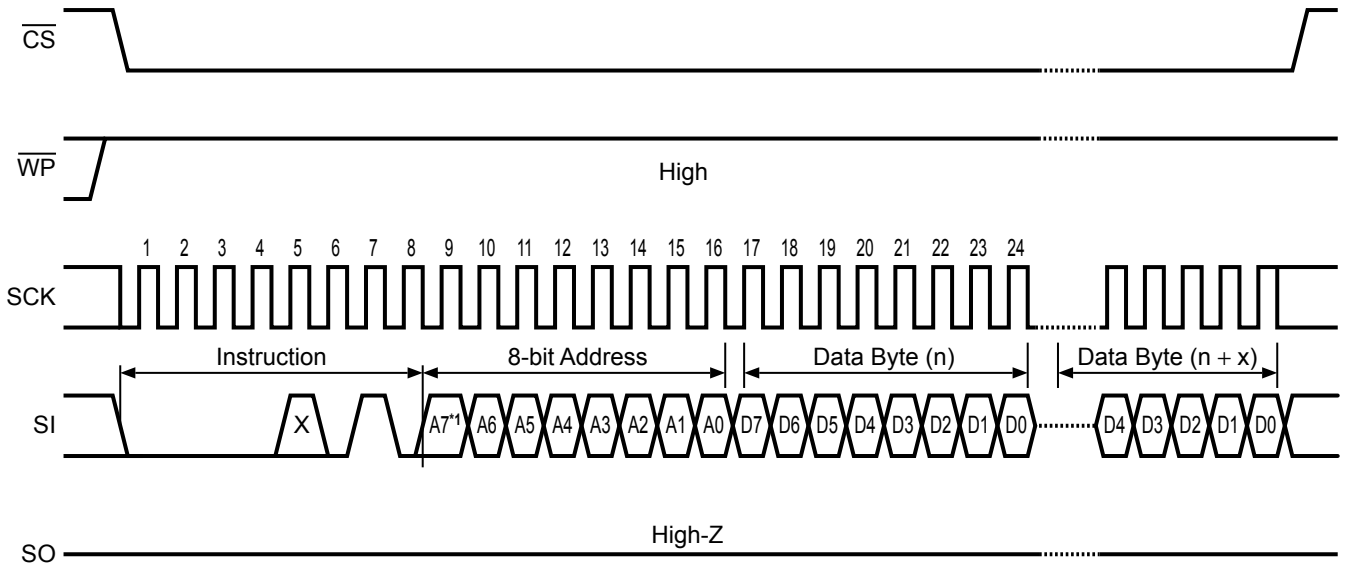 CS
WP
High
1 2 3 4 5 6 7 8 9 10 11 12 13 14 15 16 17 18 19 20 21 22 23 24
SCK
Instruction 8-bit Address Data Byte (n) Data Byte (n + x)
SI X A7*1 A6 A5 A4 A3 A2 A1 A0 D7 D6 D5 D4 D3 D2 D1 D0 D4 D3 D2 D1 D0
High-Z
SO